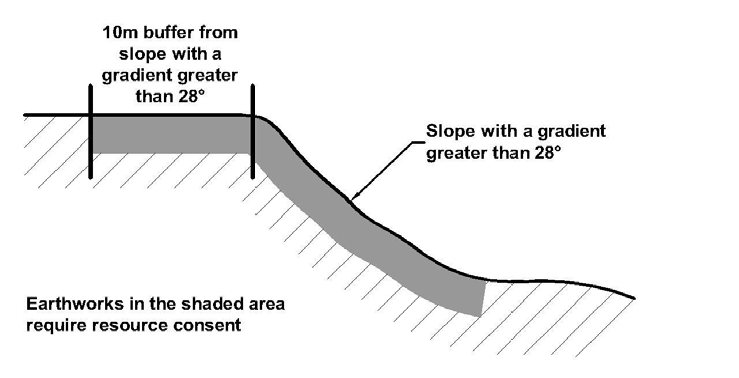 10m buffer from
slope with a
gradient greater
than 28°
Slope with a gradient
greater than 28°
Earthworks in the shaded area
require resource consent